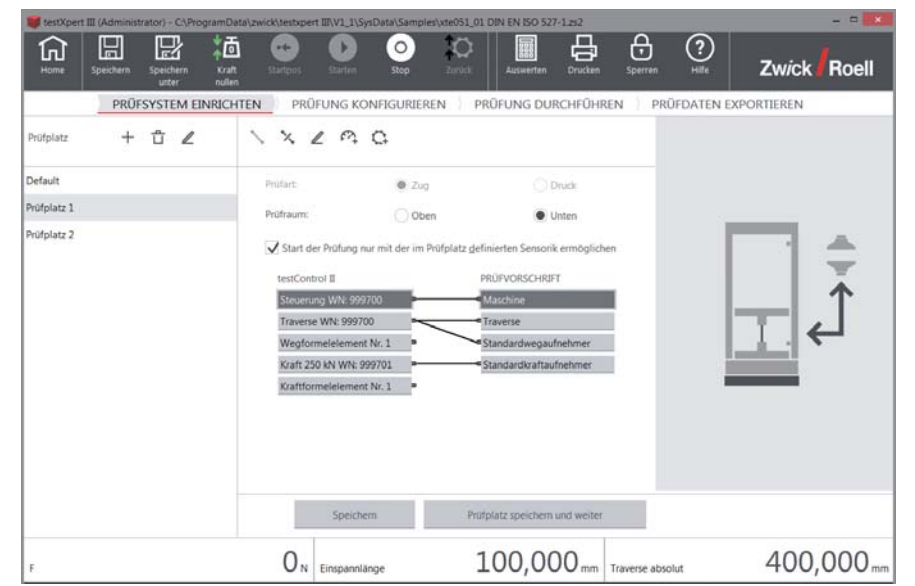 testXpert III (Administrator) - C:\ProgramData\zwick\testxpert III\V1_1\SysData\Samples\xte051_01 DIN EN ISO 527-1.zs2
Home
Speichern
Speichern unter
Kraft nullen
Startpos
Starten
Stop
Zurück
Auswerten
Drucken
Sperren
Hilfe
Zwick Roell
PRÜFSYSTEM EINRICHTEN
PRÜFUNG KONFIGURIEREN
PRÜFUNG DURCHFÜHREN
PRÜFDATEN EXPORTIEREN
Prüfplatz
Default
Prüfplatz 1
Prüfplatz 2
Prüfart: Zug Druck
Prüfraum: Oben Unten
Start der Prüfung nur mit der im Prüfplatz definierten Sensorik ermöglichen
testControl II PRÜFVORSCHRIFT
Steuerung WN: 999700 Maschine
Traverse WN: 999700 Traverse
Wegformelelement Nr. 1 Standardwegaufnehmer
Kraft 250 kN WN: 999701 Standardkraftaufnehmer
Kraftformelelement Nr. 1
Speichern
Prüfplatz speichern und weiter
F 0 N
Einspannlänge 100,000 mm
Traverse absolut 400,000 mm